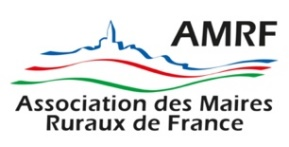 AMRF
Association des Maires
Ruraux de France